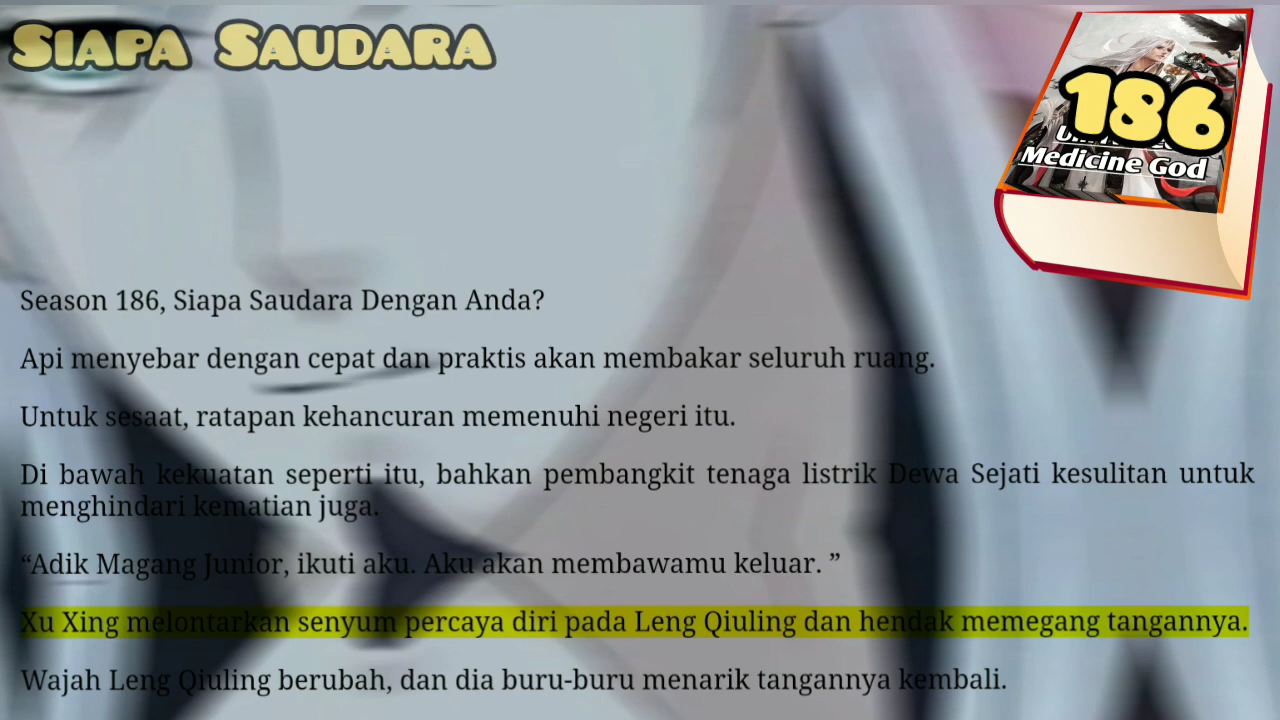 Siapa Saudara
186
Medicine God
Season 186, Siapa Saudara Dengan Anda?
Api menyebar dengan cepat dan praktis akan membakar seluruh ruang.
Untuk sesaat, ratapan kehancuran memenuhi negeri itu.
Di bawah kekuatan seperti itu, bahkan pembangkit tenaga listrik Dewa Sejati kesulitan untuk
menghindari kematian juga.
“Adik Magang Junior, ikuti aku. Aku akan membawamu keluar. ”
Xu Xing melontarkan senyum percaya diri pada Leng Qiuling dan hendak memegang tangannya.
Wajah Leng Qiuling berubah, dan dia buru-buru menarik tangannya kembali.